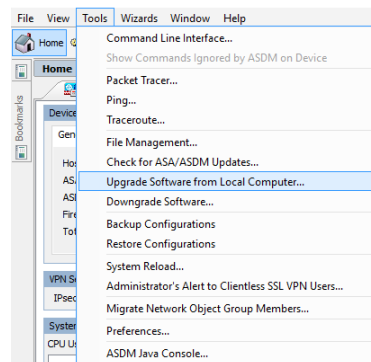 File View Tools Wizards Window Help
Home
Command Line Interface...
Show Commands Ignored by ASDM on Device
Home
Packet Tracer...
Ping...
Traceroute...
Bookmarks
Device
Gen
File Management...
Check for ASA/ASDM Updates...
Hos
AS
Upgrade Software from Local Computer...
ASI
Downgrade Software...
Fire
Tot
Backup Configurations
Restore Configurations
System Reload...
VPN Se
Administrator's Alert to Clientless SSL VPN Users...
IPsec
Migrate Network Object Group Members...
System
Preferences...
CPU Us
ASDM Java Console...